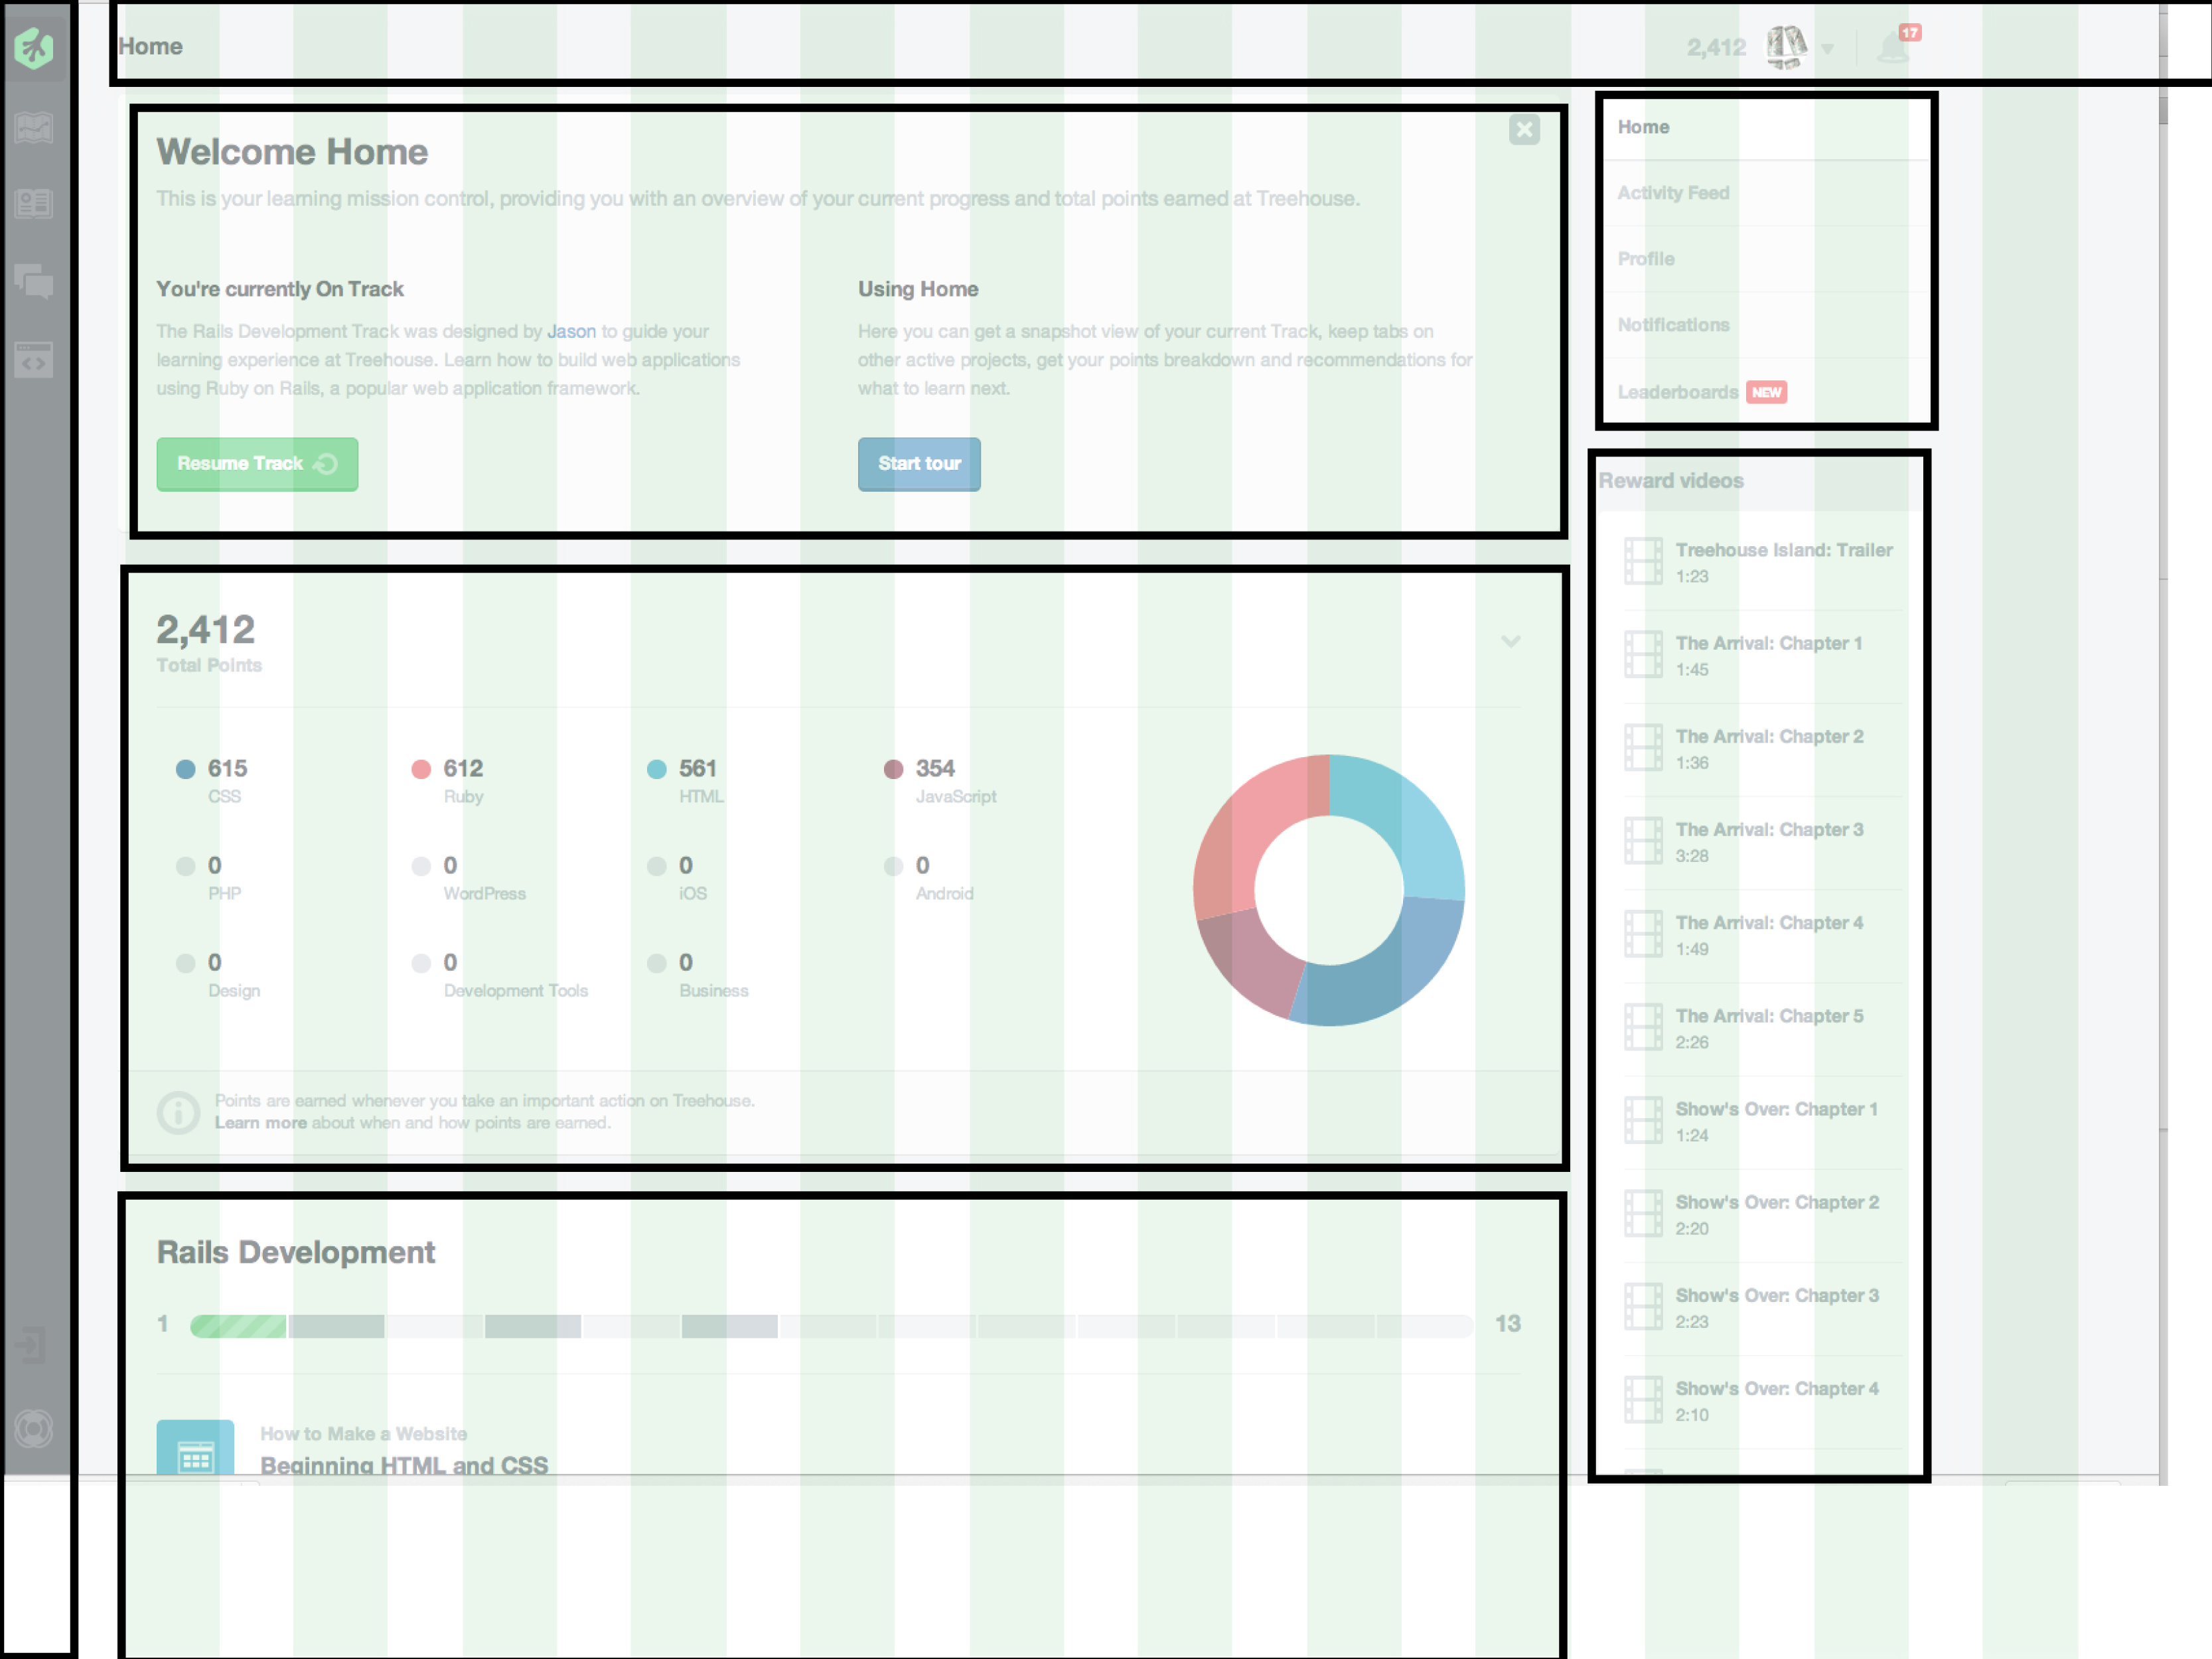 Home
2,412
17
Welcome Home
This is your learning mission control, providing you with an overview of your current progress and total points earned at Treehouse.
You're currently On Track
The Rails Development Track was designed by Jason to guide your
learning experience at Treehouse. Learn how to build web applications
using Ruby on Rails, a popular web application framework.
Resume Track
Using Home
Here you can get a snapshot view of your current Track, keep tabs on
other active projects, get your points breakdown and recommendations for
what to learn next.
Start tour
2,412
Total Points
615
CSS
612
Ruby
561
HTML
354
JavaScript
0
PHP
0
WordPress
0
iOS
0
Android
0
Design
0
Development Tools
0
Business
Points are earned whenever you take an important action on Treehouse.
Learn more about when and how points are earned.
Rails Development
1
13
How to Make a Website
Beginning HTML and CSS
Home
Activity Feed
Profile
Notifications
Leaderboards NEW
Reward videos
Treehouse Island: Trailer
1:23
The Arrival: Chapter 1
1:45
The Arrival: Chapter 2
1:36
The Arrival: Chapter 3
3:28
The Arrival: Chapter 4
1:49
The Arrival: Chapter 5
2:26
Show's Over: Chapter 1
1:24
Show's Over: Chapter 2
2:20
Show's Over: Chapter 3
2:23
Show's Over: Chapter 4
2:10